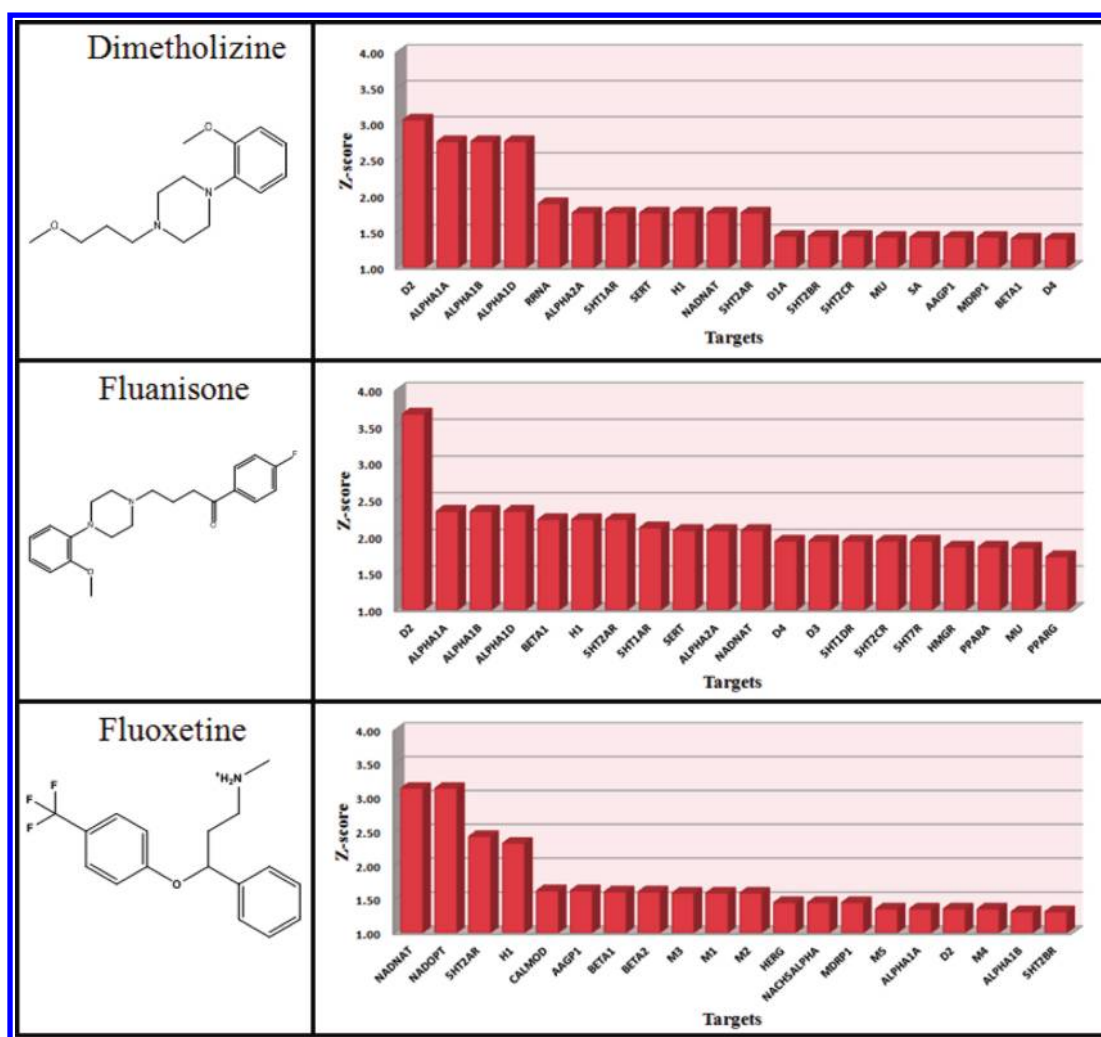 Dimetholizine
O
O
N
N
Z-score
4.00
3.50
3.00
2.50
2.00
1.50
1.00
D2
ALPHA1A
ALPHA1B
ALPHA1D
RRNA
ALPHA2A
5HT1AR
SERT
H1
NADNAT
5HT2AR
D1A
5HT2BR
5HT2CR
MU
SA
AAGP1
MDRP1
BETA1
D4
Targets
Fluanisone
F
N
N
O
O
Z-score
4.00
3.50
3.00
2.50
2.00
1.50
1.00
D2
ALPHA1A
ALPHA1B
ALPHA1D
BETA1
H1
5HT2AR
5HT1AR
SERT
ALPHA2A
NADNAT
D4
D3
5HT1DR
5HT2CR
5HT7R
HMGR
PPARA
MU
PPARG
Targets
Fluoxetine
+H2N
F
F
F
O
Z-score
4.00
3.50
3.00
2.50
2.00
1.50
1.00
NADNAT
NADOPT
5HT2AR
H1
CALMOD
AAGP1
BETA1
BETA2
M3
M1
M2
HERG
NACH5ALPHA
MDRP1
M5
ALPHA1A
D2
M4
ALPHA1B
5HT2BR
Targets